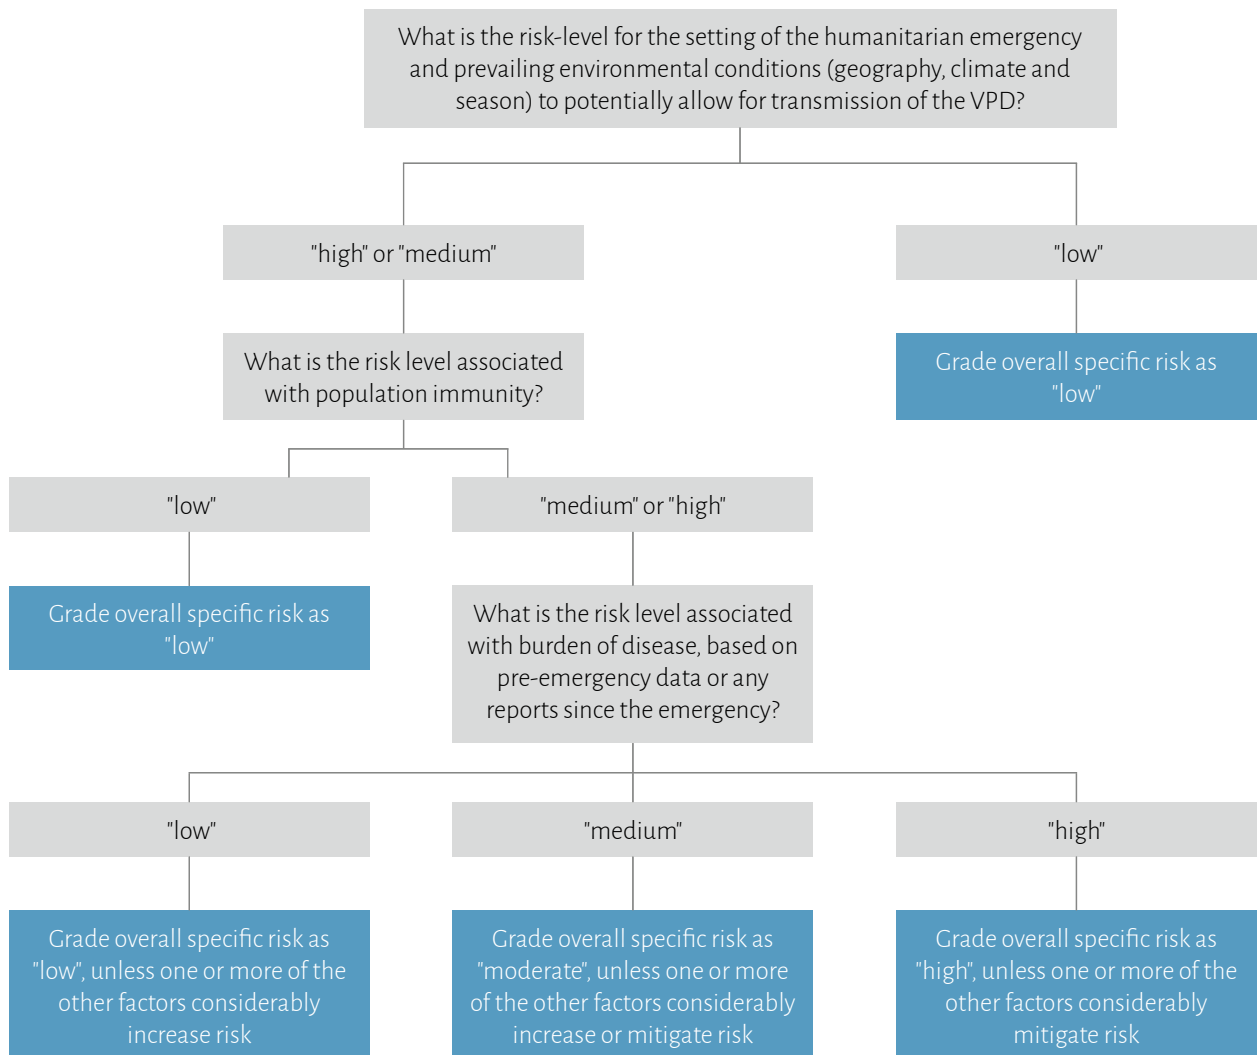 What is the risk-level for the setting of the humanitarian emergency
and prevailing environmental conditions (geography, climate and
season) to potentially allow for transmission of the VPD?
"high" or "medium"
"low"
What is the risk level associated
with population immunity?
Grade overall specific risk as
"low"
"low"
"medium" or "high"
Grade overall specific risk as
"low"
What is the risk level associated
with burden of disease, based on
pre-emergency data or any
reports since the emergency?
"low"
"medium"
"high"
Grade overall specific risk as
"low", unless one or more of the
other factors considerably
increase risk
Grade overall specific risk as
"moderate", unless one or more
of the other factors considerably
increase or mitigate risk
Grade overall specific risk as
"high", unless one or more of the
other factors considerably
mitigate risk